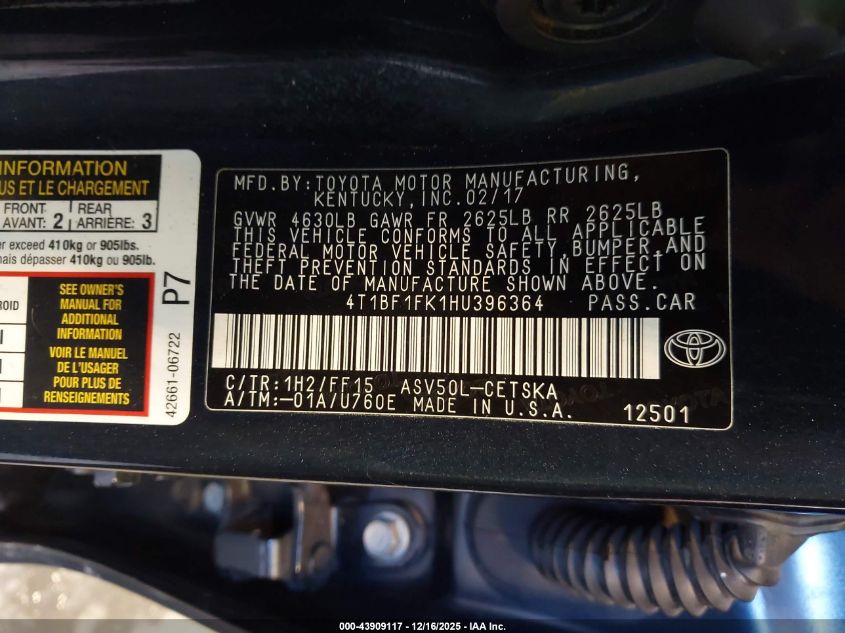 INFORMATION
US ET LE CHARGEMENT
FRONT
AVANT: 2
REAR
ARRIÈRE: 3
er exceed 410kg or 905lbs.
mais dépasser 410kg ou 905lb.
ROID
SEE OWNER'S
MANUAL FOR
ADDITIONAL
INFORMATION
VOIR LE MANUEL
DE L'USAGER
POUR PLUS DE
RENSEIGNEMENTS
P7
42661-06722
MFD.BY:TOYOTA MOTOR MANUFACTURING,
KENTUCKY,INC.02/17
GVWR 4630LB GAWR FR 2625LB RR 2625LB
THIS VEHICLE CONFORMS TO ALL APPLICABLE
FEDERAL MOTOR VEHICLE SAFETY,BUMPER,AND
THEFT PREVENTION STANDARDS IN EFFECT ON
THE DATE OF MANUFACTURE SHOWN ABOVE.
4T1BF1FK1HU396364 PASS.CAR
C/TR:1H2/FF15 ASV50L-CETSKA
A/TM:-01A/U760E MADE IN U.S.A. 12501
000-43909117 - 12/16/2025 - IAA Inc.